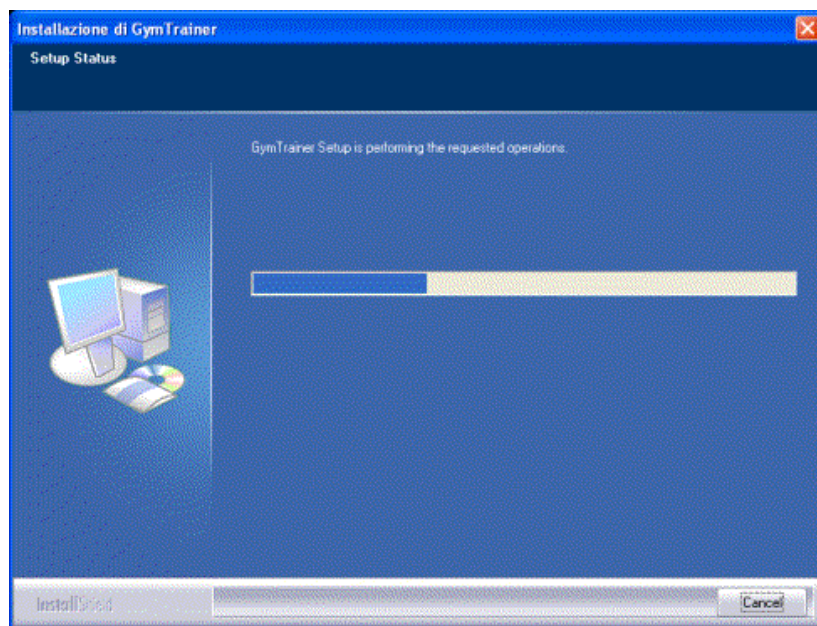 Installazione di GymTrainer
Setup Status
GymTrainer Setup is performing the requested operations.
InstallShield
Cancel